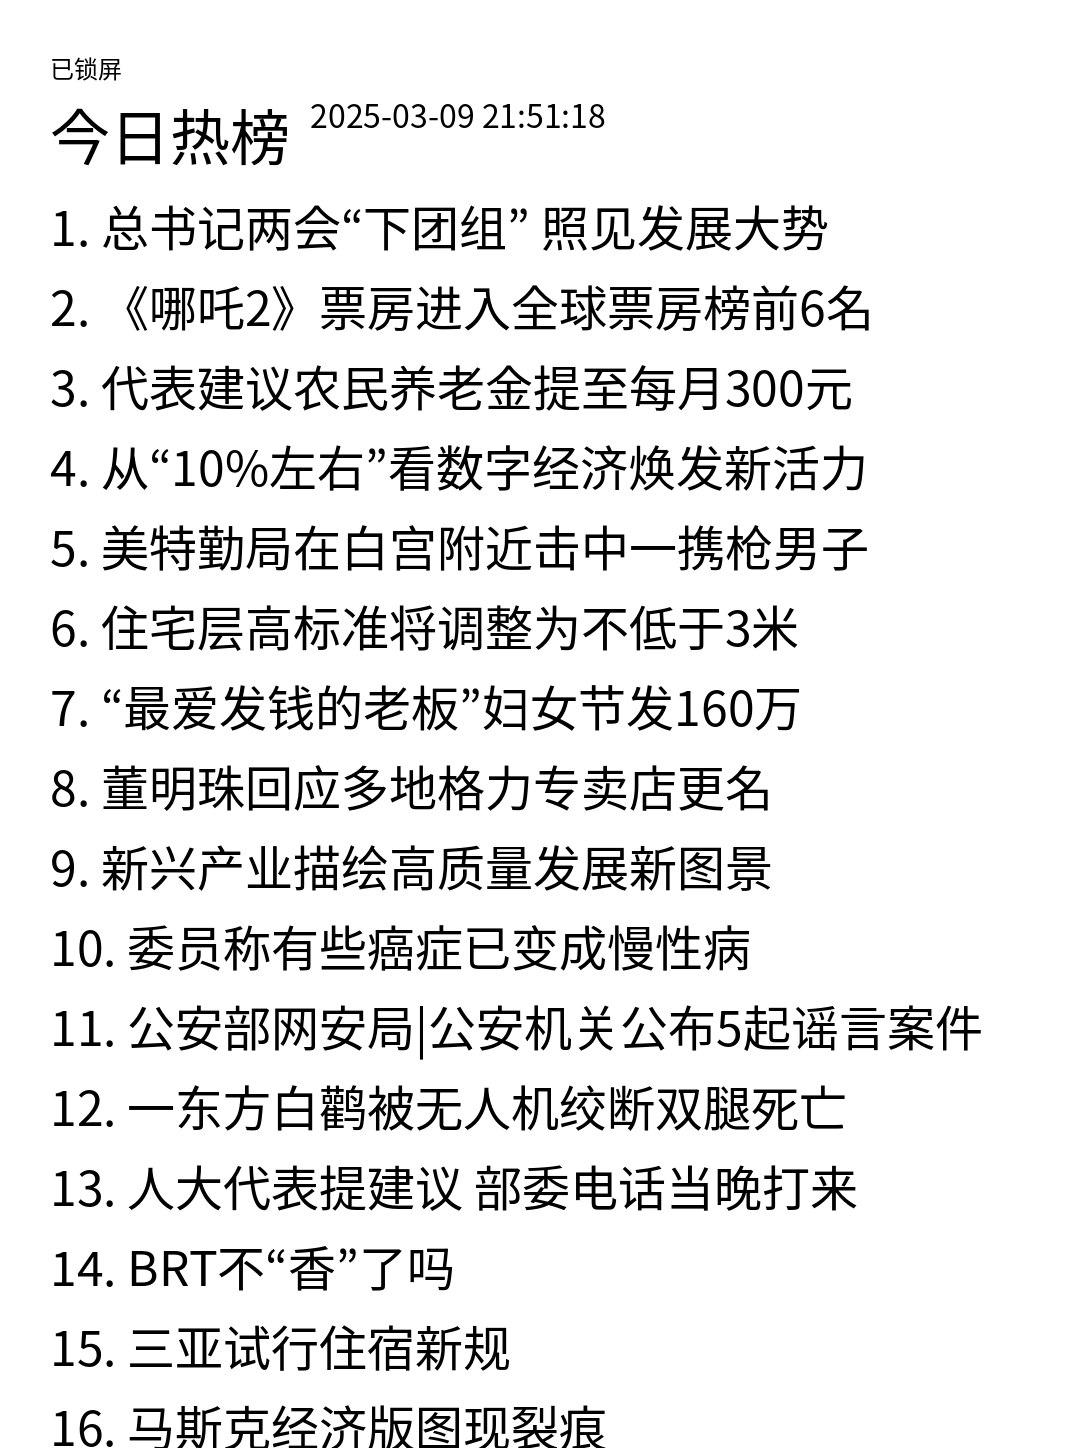 已锁屏
今日热榜 2025-03-09 21:51:18
1. 总书记两会“下团组” 照见发展大势
2. 《哪吒2》票房进入全球票房榜前6名
3. 代表建议农民养老金提至每月300元
4. 从“10%左右”看数字经济焕发新活力
5. 美特勤局在白宫附近击中一携枪男子
6. 住宅层高标准将调整为不低于3米
7. “最爱发钱的老板”妇女节发160万
8. 董明珠回应多地格力专卖店更名
9. 新兴产业描绘高质量发展新图景
10. 委员称有些癌症已变成慢性病
11. 公安部网安局|公安机关公布5起谣言案件
12. 一东方白鹳被无人机绞断双腿死亡
13. 人大代表提建议 部委电话当晚打来
14. BRT不“香”了吗
15. 三亚试行住宿新规
16. 马斯克经济版图现裂痕